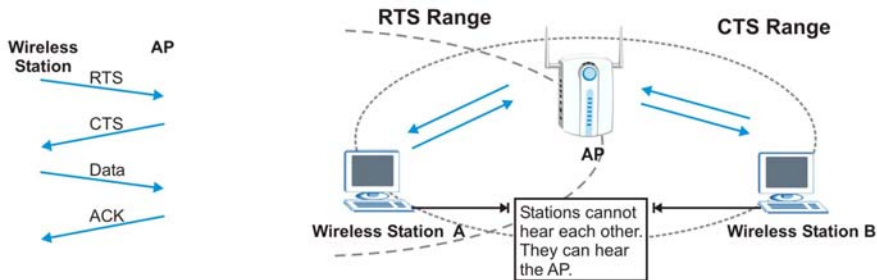 Wireless
Station
AP
RTS
CTS
Data
ACK
RTS Range
CTS Range
AP
Wireless Station A
Stations cannot
hear each other.
They can hear
the AP.
Wireless Station B